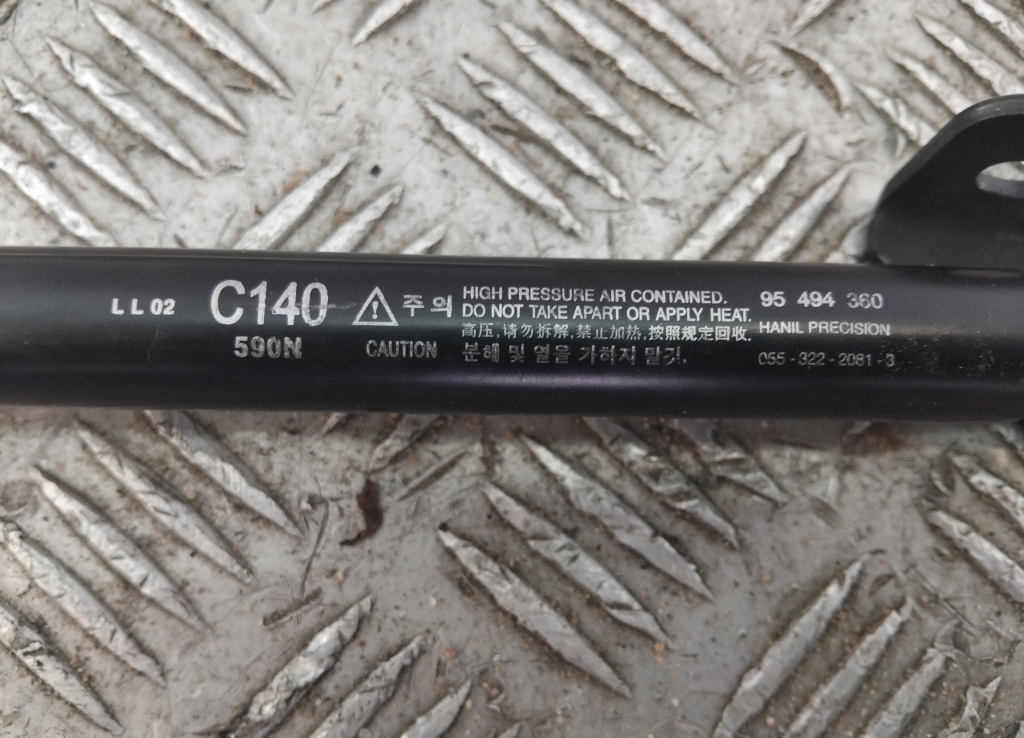 LL02
C140
590N
주의
CAUTION
HIGH PRESSURE AIR CONTAINED.
DO NOT TAKE APART OR APPLY HEAT.
高压,请勿拆解,禁止加热,按照规定回收.
분해 및 열을 가하지 말것.
95 494 360
HANIL PRECISION
055-322-2081~3